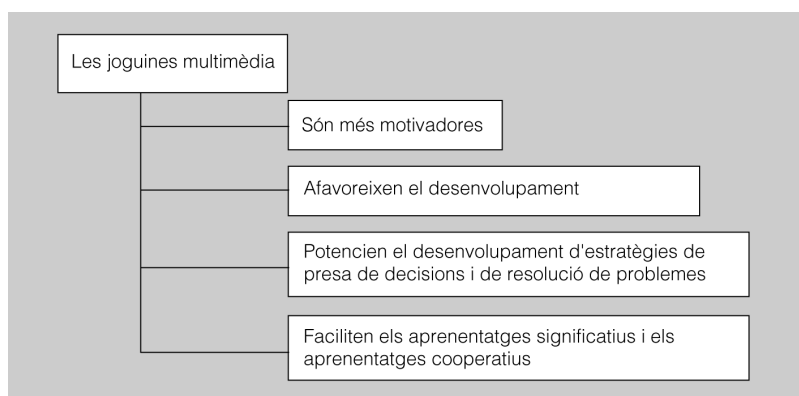 Les joguines multimèdia
Són més motivadores
Afavoreixen el desenvolupament
Potencien el desenvolupament d'estratègies de
presa de decisions i de resolució de problemes
Faciliten els aprenentatges significatius i els
aprenentatges cooperatius